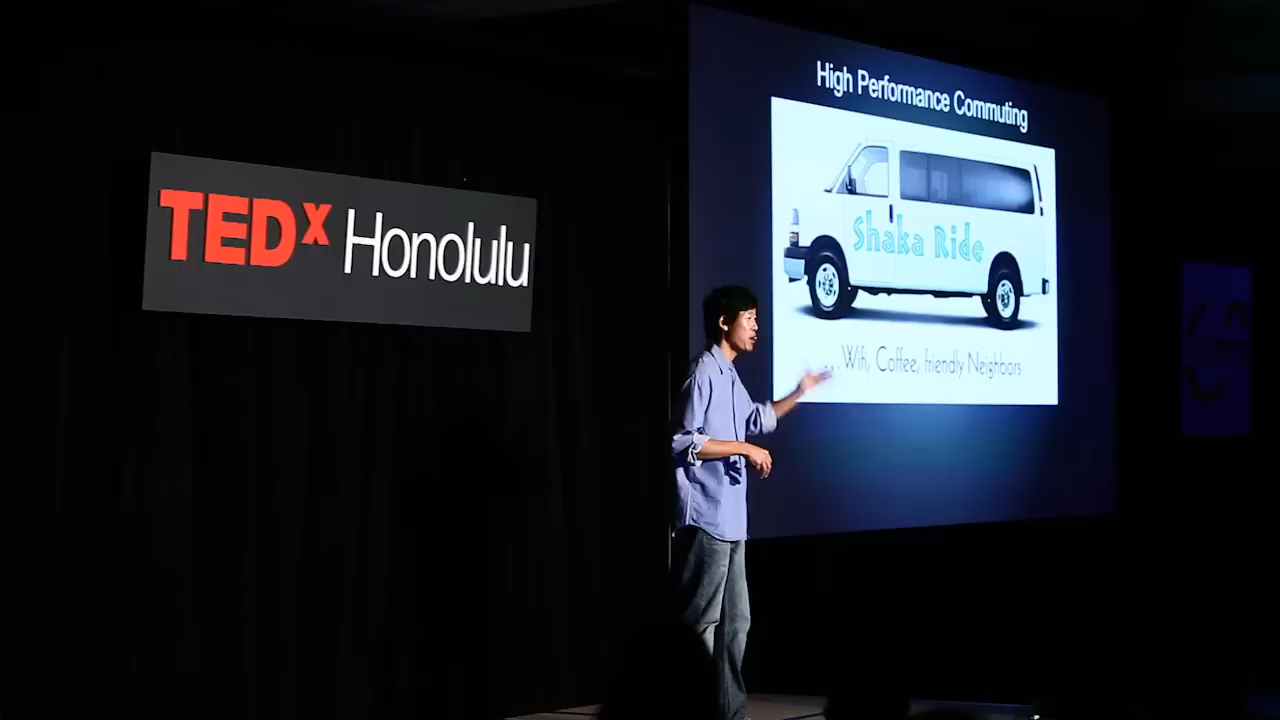 TEDx Honolulu
High Performance Commuting
Shaka Ride
...Wifi, Coffee, friendly Neighbors